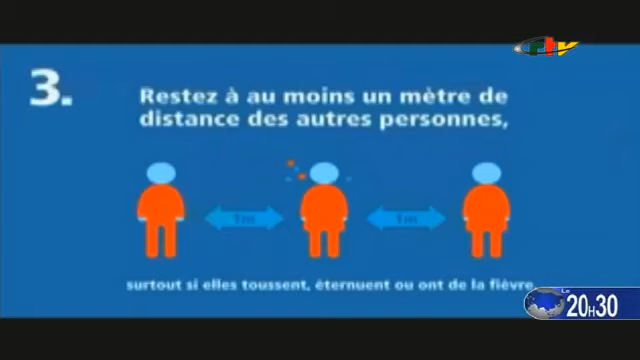 3.
Restez à au moins un mètre de
distance des autres personnes,
1m
1m
surtout si elles toussent, éternuent ou ont de la fièvre
Le
20H30